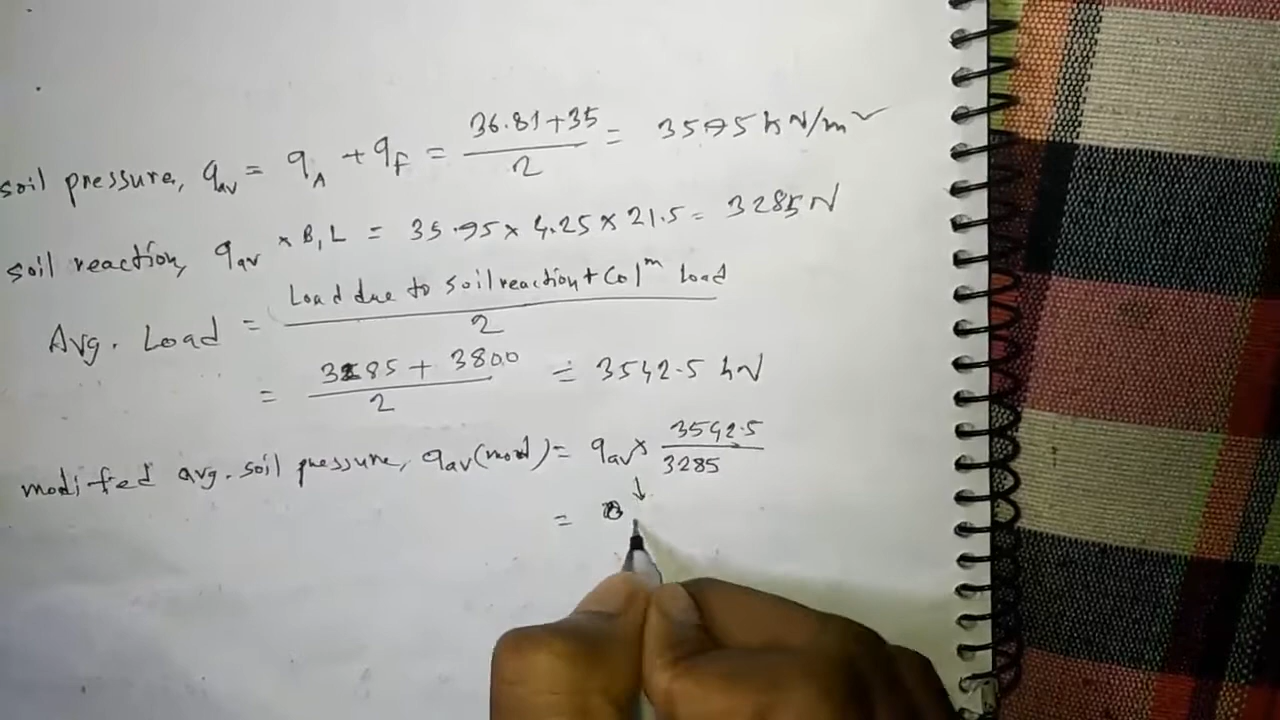 soil pressure, qav = qA + qF = 36.81+35 / 2 = 35.95 kN/m²
soil reaction, qav × B, L = 35.95 × 4.25 × 21.5 = 3285 N
Avg. Load = Load due to soil reaction + Colm Load / 2
= 3285 + 3800 / 2 = 3542.5 kN
modified avg. soil pressure, qav(mod) = qav × 3542.5 / 3285
=